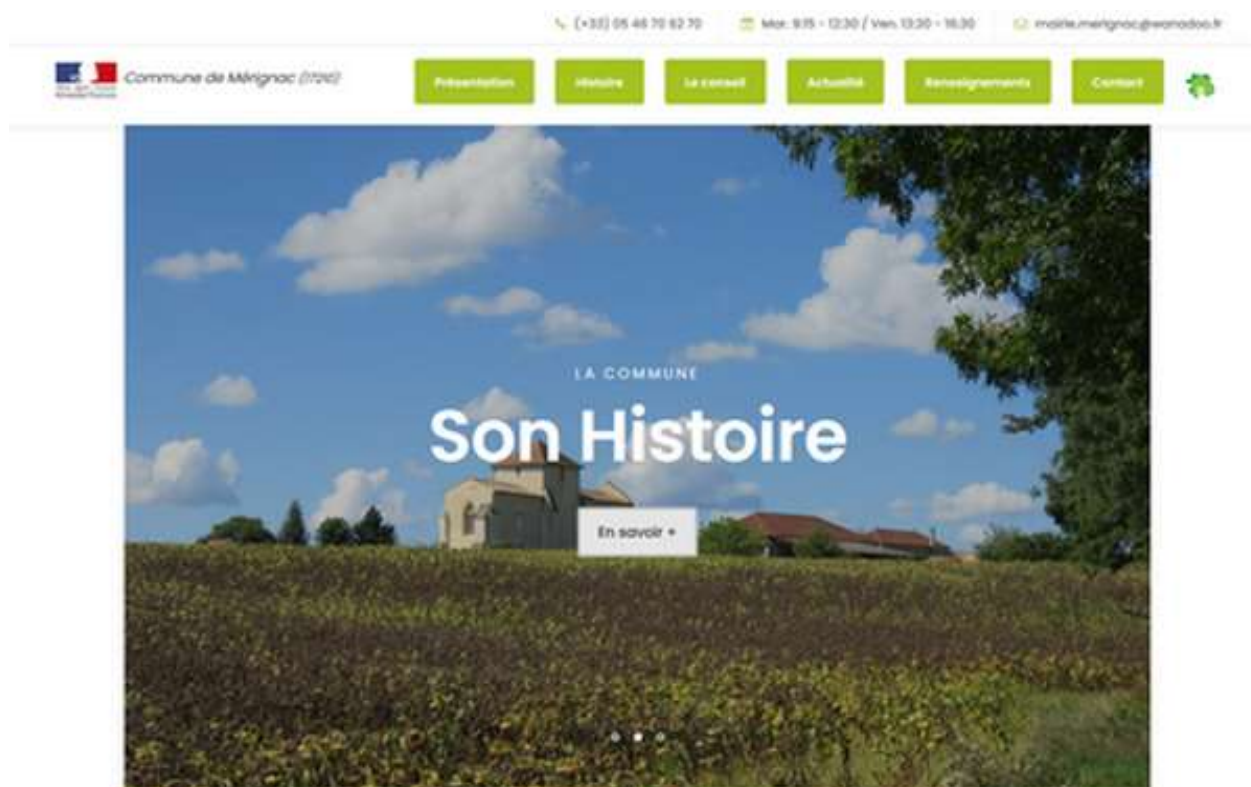 (+33) 05 46 70 62 70
Mar. 9:15 - 12:30 / Ven. 13:30 - 16:30
mairie.merignac@wanadoo.fr
Commune de Mérignac (17210)
Présentation
Histoire
Le conseil
Actualité
Renseignements
Contact
LA COMMUNE
Son Histoire
En savoir +